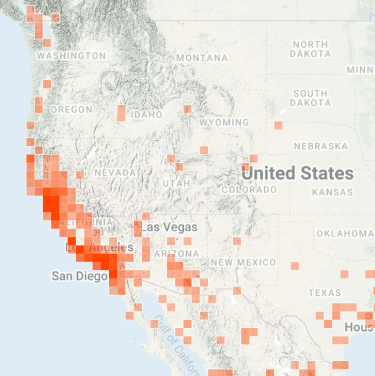 WASHINGTON
MONTANA
NORTH
DAKOTA
MINN
OREGON
IDAHO
SOUTH
DAKOTA
WYOMING
NEBRASKA
NEVADA
UTAH
United States
COLORADO
KANSAS
CALIFORNIA
Las Vegas
Los Angeles
ARIZONA
NEW MEXICO
OKLAHOMA
San Diego
TEXAS
Hous
Gulf of Califor